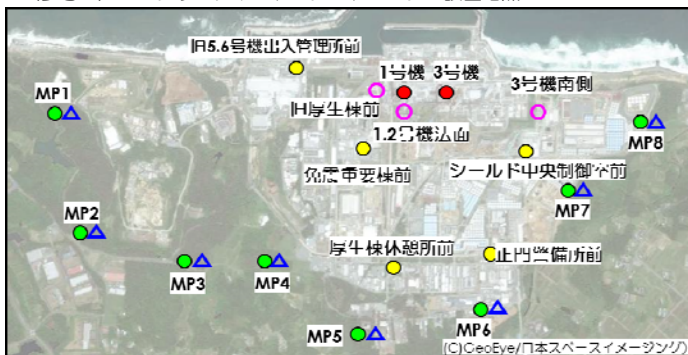 旧5.6号機出入管理所前
1号機
3号機
3号機南側
MP1
旧厚生棟前
1.2号機法面
MP8
免震重要棟前
シールド中央制御室前
MP7
MP2
厚生棟休憩所前
正門警備所前
MP3
MP4
MP6
MP5
(C)GeoEye/日本スペースイメージング)